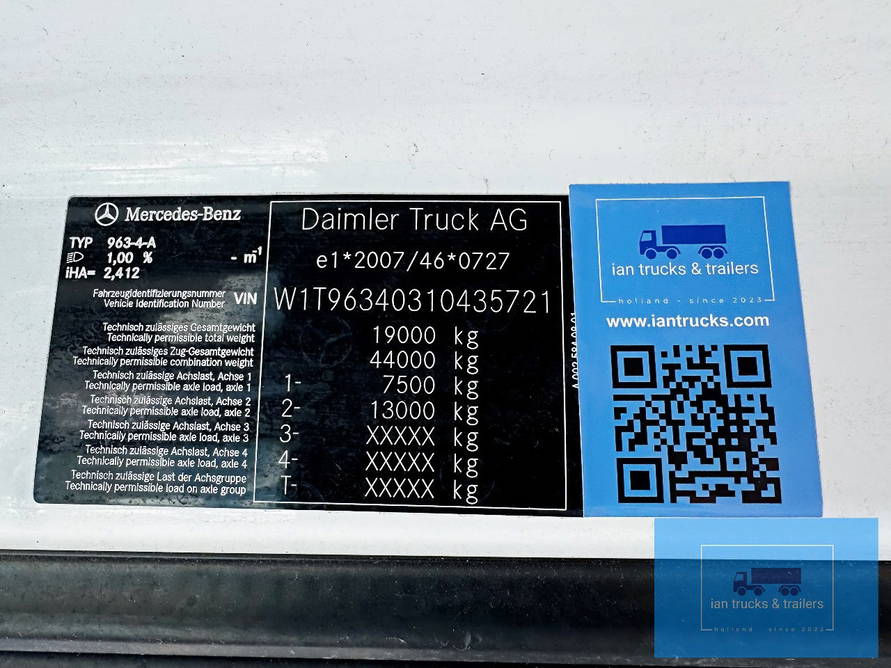 Mercedes-Benz
TYP 963-4-A
1,00 % - m-1
iHA= 2,412
Fahrzeugidentifizierungsnummer
Vehicle Identification Number VIN
Technisch zulässiges Gesamtgewicht
Technically permissible total weight
Technisch zulässiges Zug-Gesamtgewicht
Technically permissible combination weight
Technisch zulässige Achslast, Achse 1
Technically permissible axle load, axle 1
Technisch zulässige Achslast, Achse 2
Technically permissible axle load, axle 2
Technisch zulässige Achslast, Achse 3
Technically permissible axle load, axle 3
Technisch zulässige Achslast, Achse 4
Technically permissible axle load, axle 4
Technisch zulässige Last der Achsgruppe
Technically permissible load on axle group
Daimler Truck AG
e1*2007/46*0727
W1T96340310435721
19000 kg
44000 kg
1- 7500 kg
2- 13000 kg
3- XXXXX kg
4- XXXXX kg
T- XXXXX kg
ian trucks & trailers
holland - since 2023
www.iantrucks.com
ian trucks & trailers
holland - since 2023